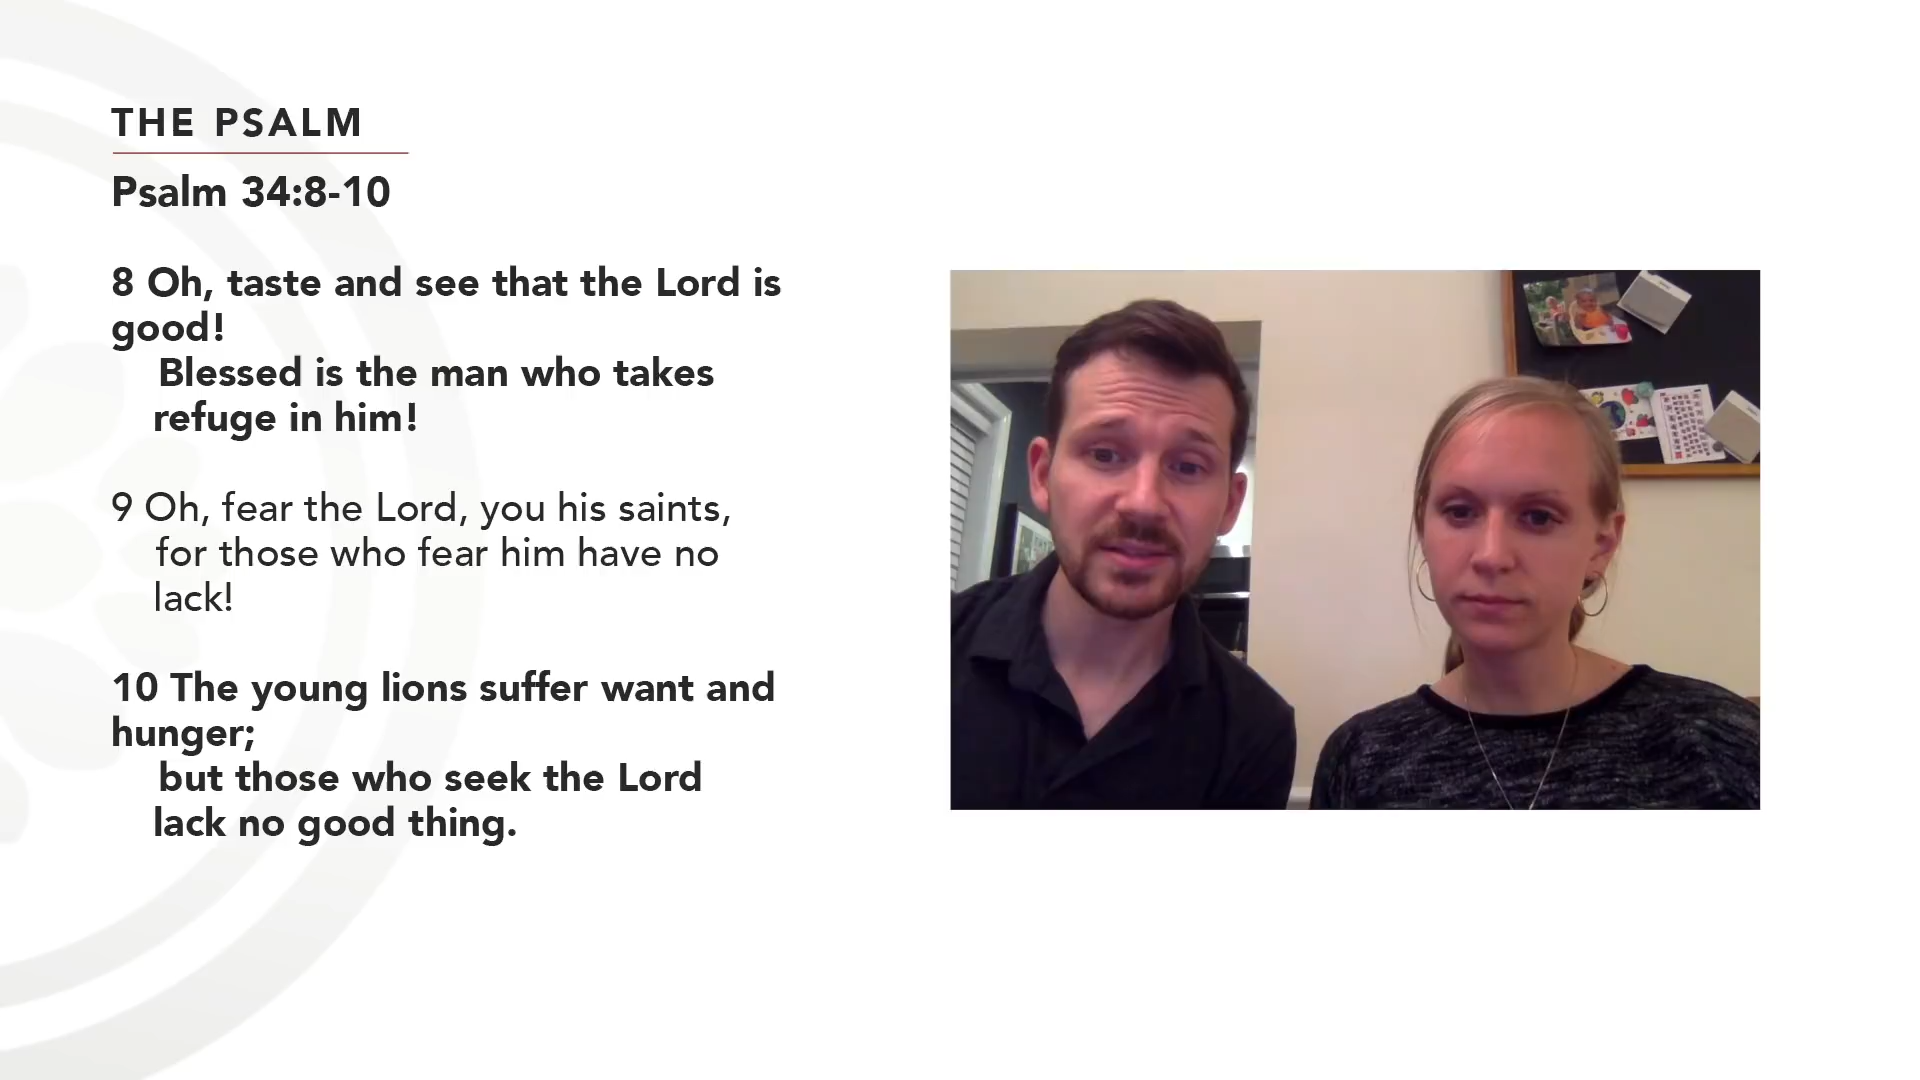 THE PSALM
Psalm 34:8-10
8 Oh, taste and see that the Lord is
good!
Blessed is the man who takes
refuge in him!
9 Oh, fear the Lord, you his saints,
for those who fear him have no
lack!
10 The young lions suffer want and
hunger;
but those who seek the Lord
lack no good thing.